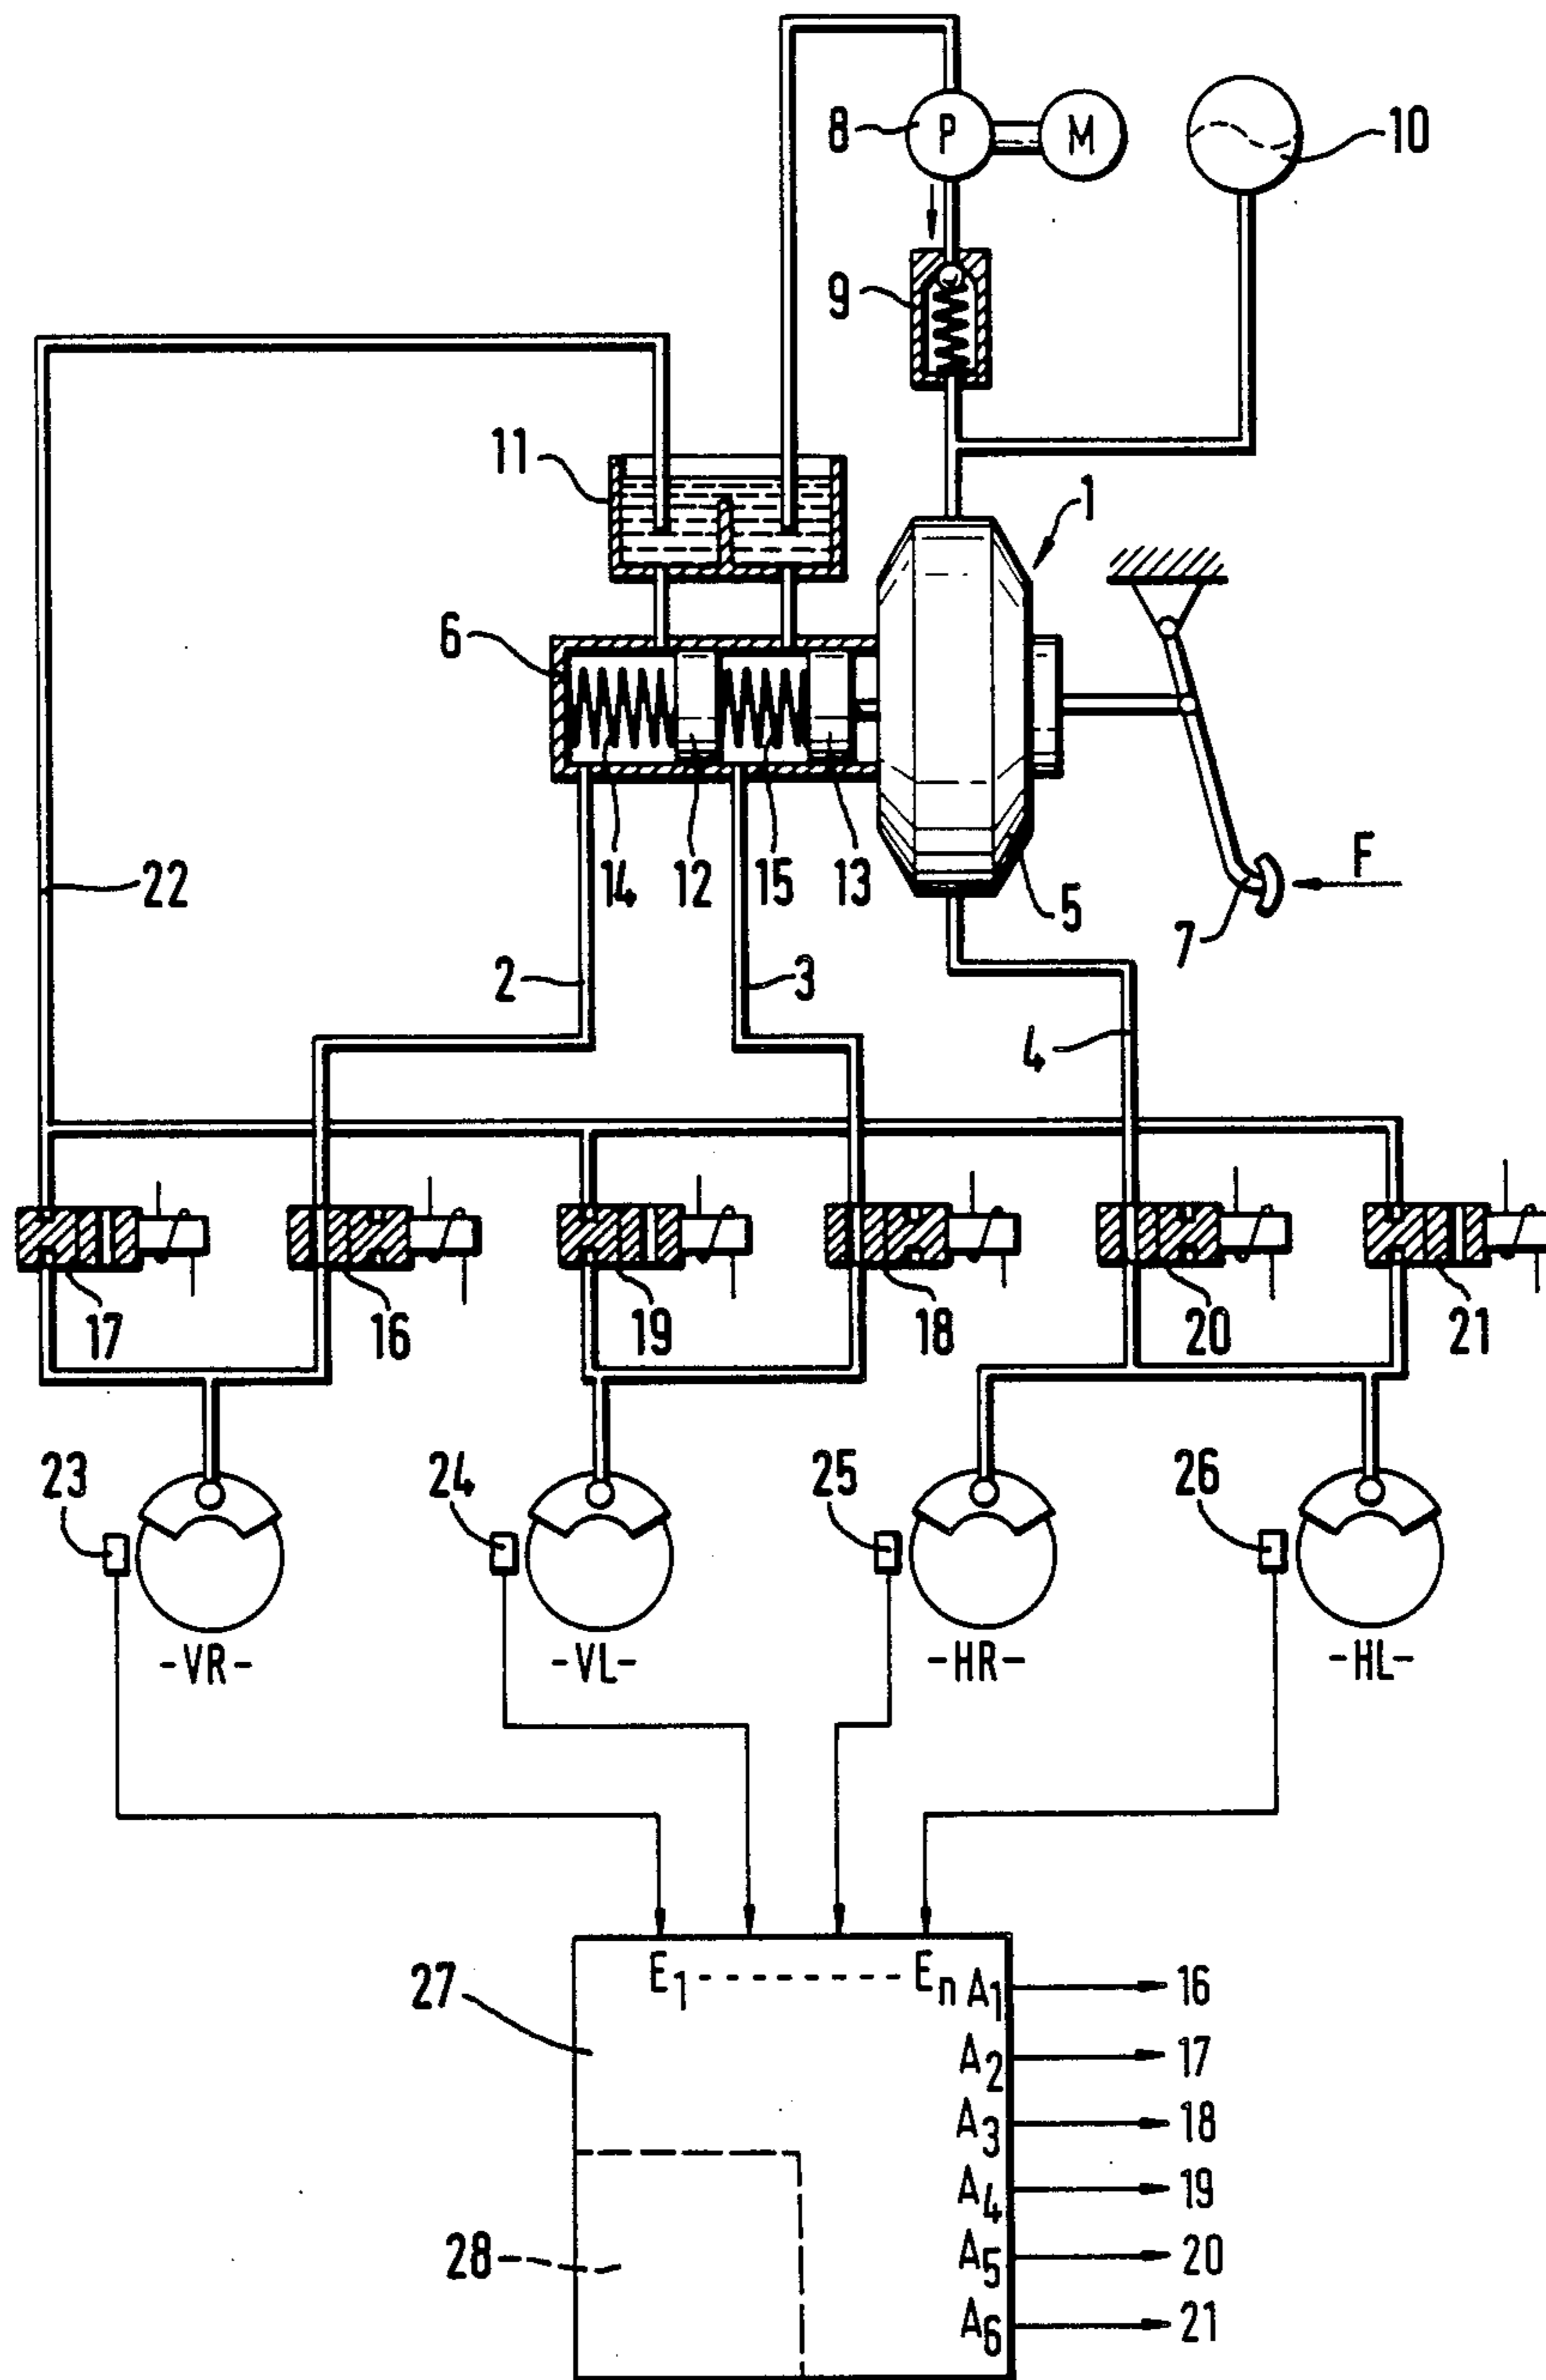 8 P M 10
9
11
1
6
14 12 15 13 5 7 F
22
2 3 4
17 16 19 18 20 21
23 24 25 26
-VR- -VL- -HR- -HL-
27 E1---------En A1 16
A2 17
A3 18
A4 19
28 A5 20
A6 21